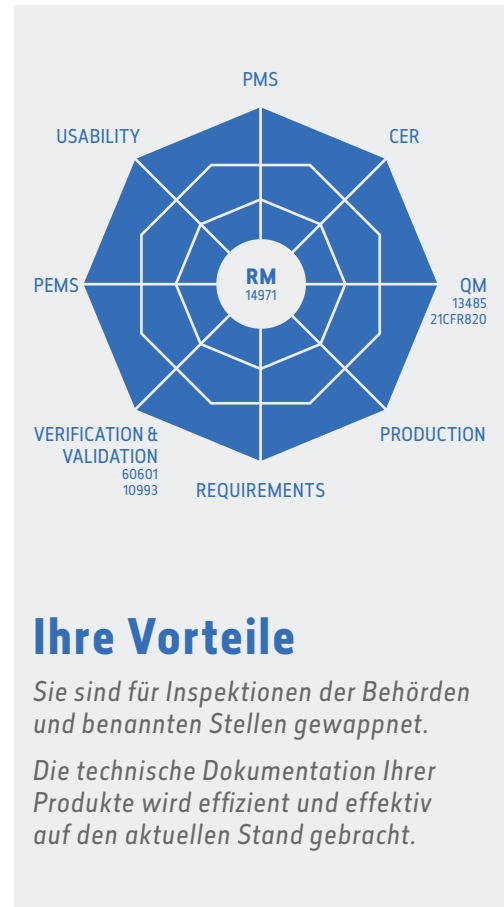 PMS
USABILITY
CER
PEMS
RM
14971
QM
13485
21CFR820
VERIFICATION &
VALIDATION
60601
10993
PRODUCTION
REQUIREMENTS
Ihre Vorteile
Sie sind für Inspektionen der Behörden
und benannten Stellen gewappnet.
Die technische Dokumentation Ihrer
Produkte wird effizient und effektiv
auf den aktuellen Stand gebracht.